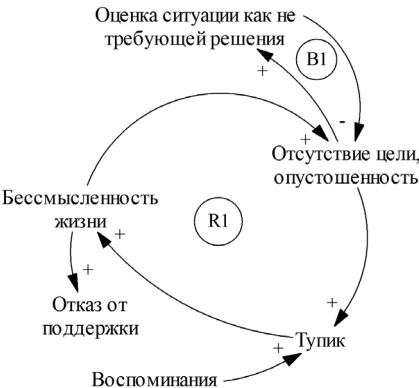 Оценка ситуации как не
требующей решения
B1
+
-
+
Отсутствие цели,
опустошенность
Бессмысленность
жизни
R1
+
+
Отказ от
поддержки
+
Тупик
+
Воспоминания